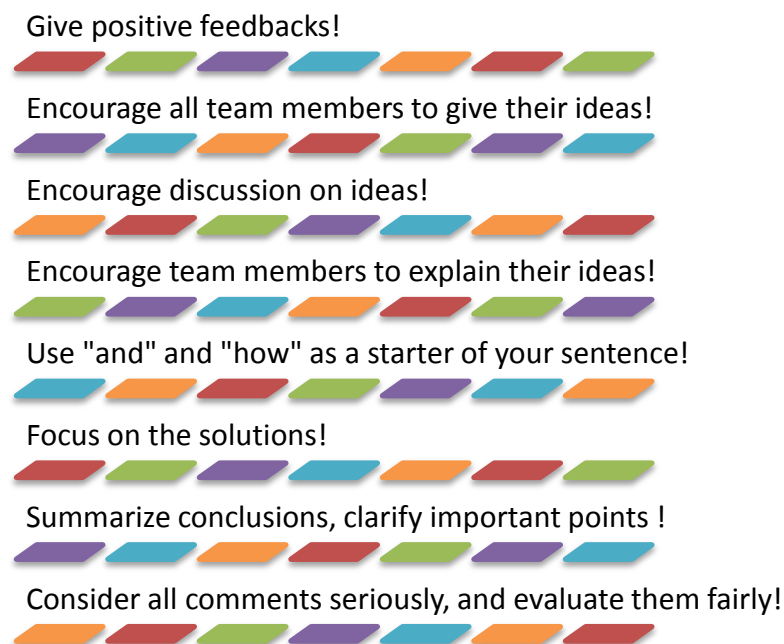 Give positive feedbacks!
Encourage all team members to give their ideas!
Encourage discussion on ideas!
Encourage team members to explain their ideas!
Use "and" and "how" as a starter of your sentence!
Focus on the solutions!
Summarize conclusions, clarify important points !
Consider all comments seriously, and evaluate them fairly!